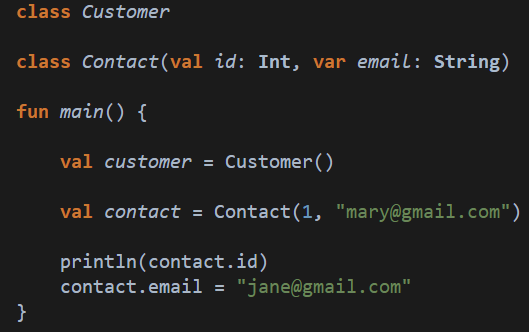 class Customer
class Contact(val id: Int, var email: String)
fun main() {
val customer = Customer()
val contact = Contact(1, "mary@gmail.com")
println(contact.id)
contact.email = "jane@gmail.com"
}